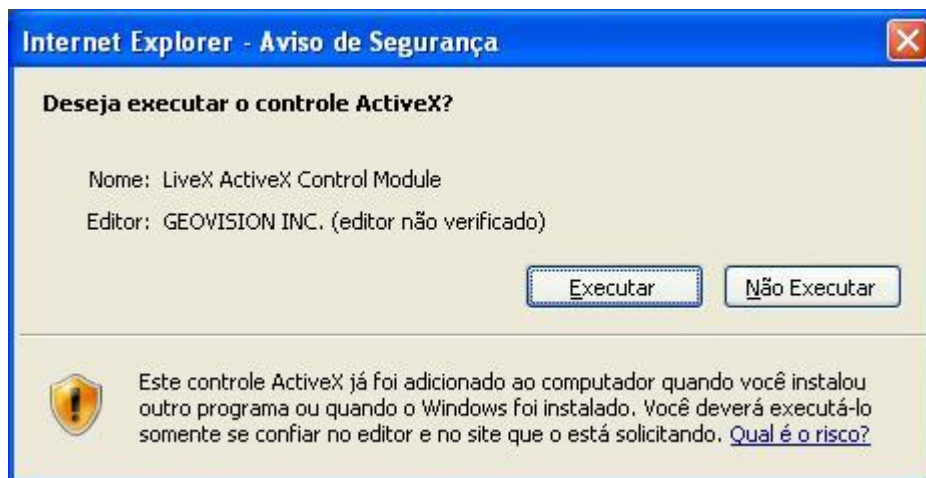 Internet Explorer - Aviso de Segurança
Deseja executar o controle ActiveX?
Nome: LiveX ActiveX Control Module
Editor: GEOVISION INC. (editor não verificado)
Executar Não Executar
Este controle ActiveX já foi adicionado ao computador quando você instalou
outro programa ou quando o Windows foi instalado. Você deverá executá-lo
somente se confiar no editor e no site que o está solicitando. Qual é o risco?